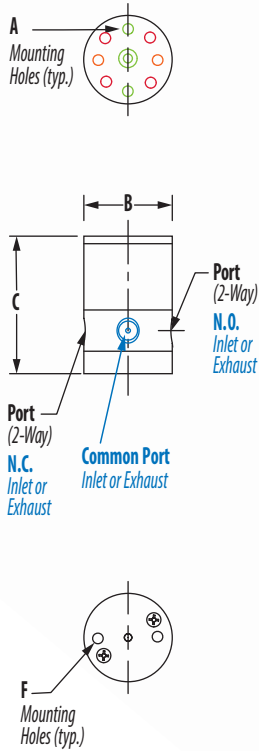 A
Mounting
Holes (typ.)
B
C
Port
(2-Way)
N.O.
Inlet or
Exhaust
Port
(2-Way)
N.C.
Inlet or
Exhaust
Common Port
Inlet or Exhaust
F
Mounting
Holes (typ.)